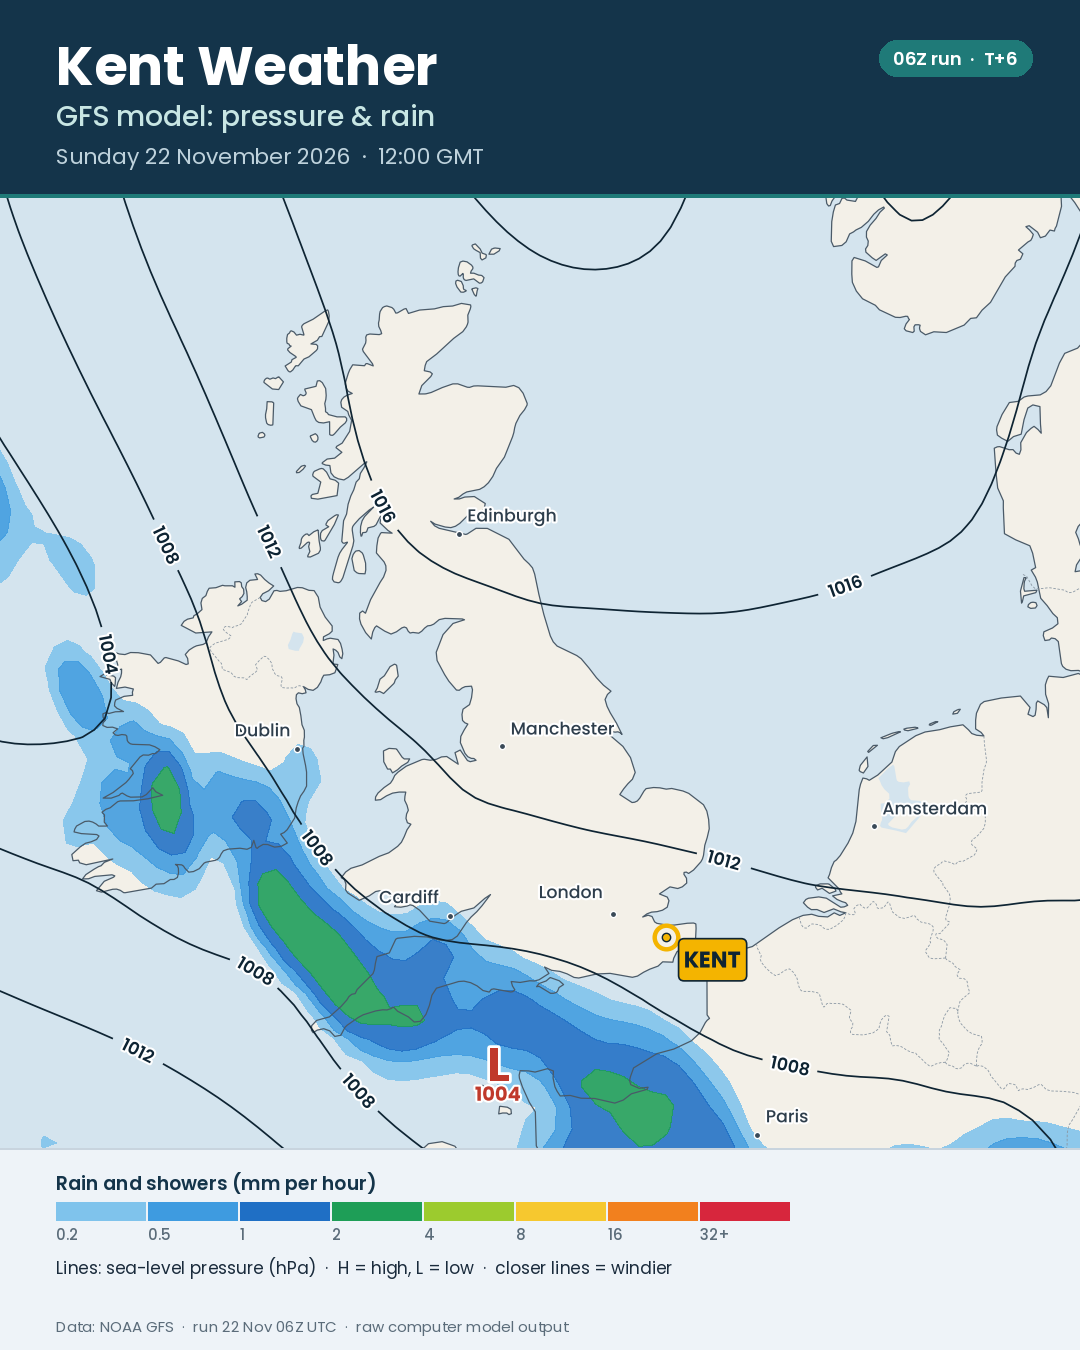 Kent Weather
06Z run · T+6
GFS model: pressure & rain
Sunday 22 November 2026 · 12:00 GMT
1016
Edinburgh
1008
1012
1016
1004
Dublin
Manchester
Amsterdam
1008
1012
Cardiff
London
KENT
1008
1012
L
1004
1008
1008
Paris
Rain and showers (mm per hour)
0.2 0.5 1 2 4 8 16 32+
Lines: sea-level pressure (hPa) · H = high, L = low · closer lines = windier
Data: NOAA GFS · run 22 Nov 06Z UTC · raw computer model output